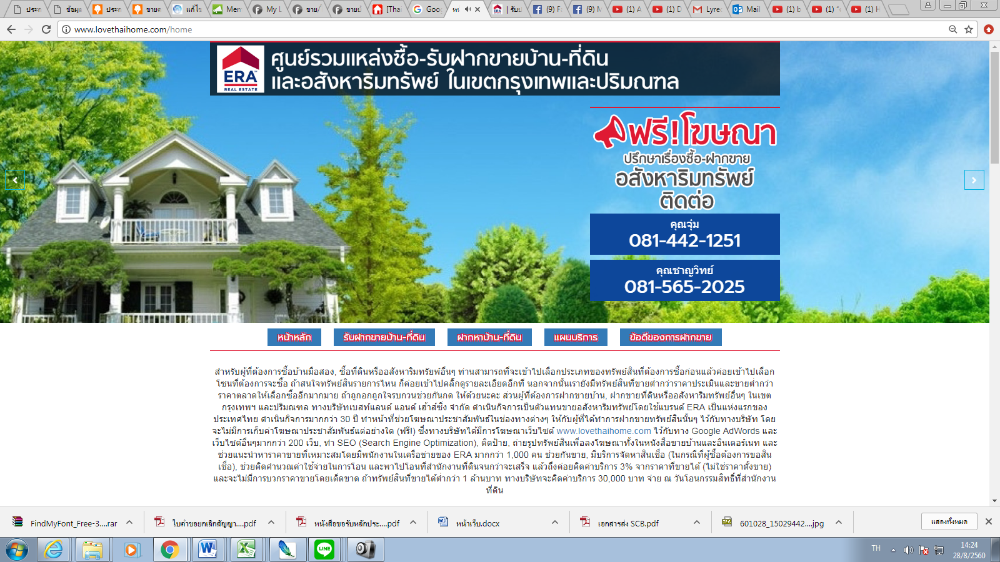 ประก
ข้อมู
ประก
ขายด
แก้ไข
Mem
My L
ขาย/
ขายบ้
[Tha
Goo
หน้
| รับป
(9) F
(9) M
(1) A
(1) D
Lyre
Mail
(1) b
(1) "
(1) H
www.lovethaihome.com/home
ERA
REAL ESTATE
ศูนย์รวมแหล่งซื้อ-รับฝากขายบ้าน-ที่ดิน
และอสังหาริมทรัพย์ ในเขตกรุงเทพและปริมณฑล
ฟรี!โฆษณา
ปรึกษาเรื่องซื้อ-ฝากขาย
อสังหาริมทรัพย์
ติดต่อ
คุณจุ๋ม
081-442-1251
คุณชาญวิทย์
081-565-2025
หน้าหลัก
รับฝากขายบ้าน-ที่ดิน
ฝากหาบ้าน-ที่ดิน
แผนบริการ
ข้อดีของการฝากขาย
สำหรับผู้ที่ต้องการซื้อบ้านมือสอง, ซื้อที่ดินหรืออสังหาริมทรัยพ์อื่นๆ ท่านสามารถที่จะเข้าไปเลือกประเภทของทรัพย์สินที่ต้องการซื้อก่อนแล้วค่อยเข้าไปเลือก
โซนที่ต้องการจะซื้อ ถ้าสนใจทรัพย์สินรายการไหน ก็ค่อยเข้าไปคลิ๊กดูรายละเอียดอีกที นอกจากนั้นเรายังมีทรัพย์สินที่ขายต่ำกว่าราคาประเมินและขายต่ำกว่า
ราคาตลาดให้เลือกซื้ออีกมากมาย ถ้าถูกอกถูกใจรบกวนช่วยกันกด ให้ด้วยนะคะ ส่วนผู้ที่ต้องการฝากขายบ้าน, ฝากขายที่ดินหรืออสังหาริมทรัพย์อื่นๆ ในเขต
กรุงเทพฯ และปริมณฑล ทางบริษัทเบสท์แลนด์ แอนด์ เฮ้าส์ซิ่ง จำกัด ดำเนินกิจการเป็นตัวแทนขายอสังหาริมทรัพย์โดยใช้แบรนด์ ERA เป็นแห่งแรกของ
ประเทศไทย ดำเนินกิจการมากกว่า 30 ปี ทำหน้าที่ช่วยโฆษณาประชาสัมพันธ์ในช่องทางต่างๆ ให้กับผู้ที่ได้ทำการฝากขายทรัพย์สินนั้นๆ ไว้กับทางบริษัท โดย
จะไม่มีการเก็บค่าโฆษณาประชาสัมพันธ์แต่อย่างใด (ฟรี!) ซึ่งทางบริษัทได้มีการโฆษณาเว็บไซต์ www.lovethaihome.com ไว้กับทาง Google AdWords และ
เว็บไซต์อื่นๆมากกว่า 200 เว็บ, ทำ SEO (Search Engine Optimization), ติดป้าย, ถ่ายรูปทรัพย์สินเพื่อลงโฆษณาทั้งในหนังสือขายบ้านและอินเตอร์เนท และ
ช่วยแนะนำหาราคาขายที่เหมาะสมโดยมีพนักงานในเครือข่ายของ ERA มากกว่า 1,000 คน ช่วยกันขาย, มีบริการจัดหาสินเชื่อ (ในกรณีที่ผู้ซื้อต้องการขอสิน
เชื่อ), ช่วยคิดคำนวณค่าใช้จ่ายในการโอน และพาไปโอนที่สำนักงานที่ดินจนกว่าจะเสร็จ แล้วถึงค่อยคิดค่าบริการ 3% จากราคาที่ขายได้ (ไม่ใช่ราคาตั้งขาย)
และจะไม่มีการบวกราคาขายโดยเด็ดขาด ถ้าทรัพย์สินที่ขายได้ต่ำกว่า 1 ล้านบาท ทางบริษัทจะคิดค่าบริการ 30,000 บาท จ่าย ณ วันโอนกรรมสิทธิ์ที่สำนักงาน
ที่ดิน
FindMyFont_Free-3....rar
ใบคำขอยกเลิกสัญญา....pdf
หนังสือขอรับหลักประ....pdf
หน้าเว็บ.docx
เอกสารส่ง SCB.pdf
601028_15029442....jpg
แสดงทั้งหมด
TH
14:24
28/8/2560